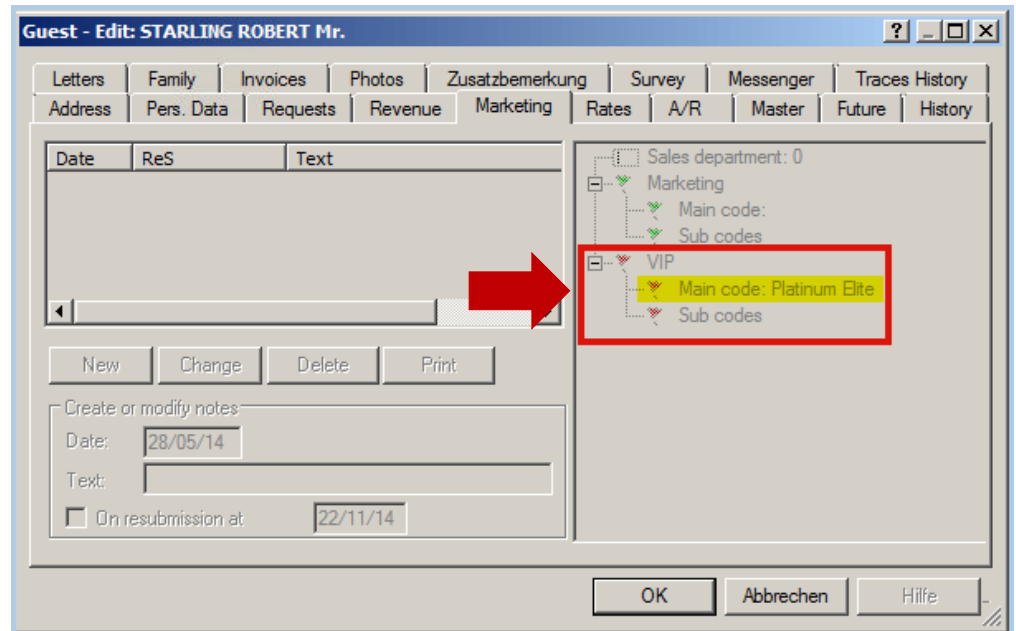 Guest - Edit: STARLING ROBERT Mr.
Letters Family Invoices Photos Zusatzbemerkung Survey Messenger Traces History
Address Pers. Data Requests Revenue Marketing Rates A/R Master Future History
Date ReS Text
Sales department: 0
Marketing
Main code:
Sub codes
VIP
Main code: Platinum Elite
Sub codes
New Change Delete Print
Create or modify notes
Date: 28/05/14
Text:
On resubmission at 22/11/14
OK Abbrechen Hilfe